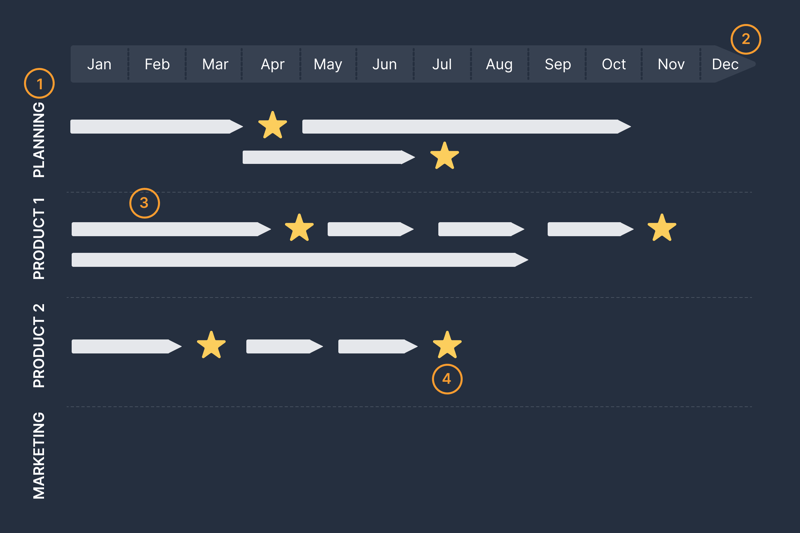 2
Jan Feb Mar Apr May Jun Jul Aug Sep Oct Nov Dec
1
PLANNING
3
PRODUCT 1
PRODUCT 2
4
MARKETING